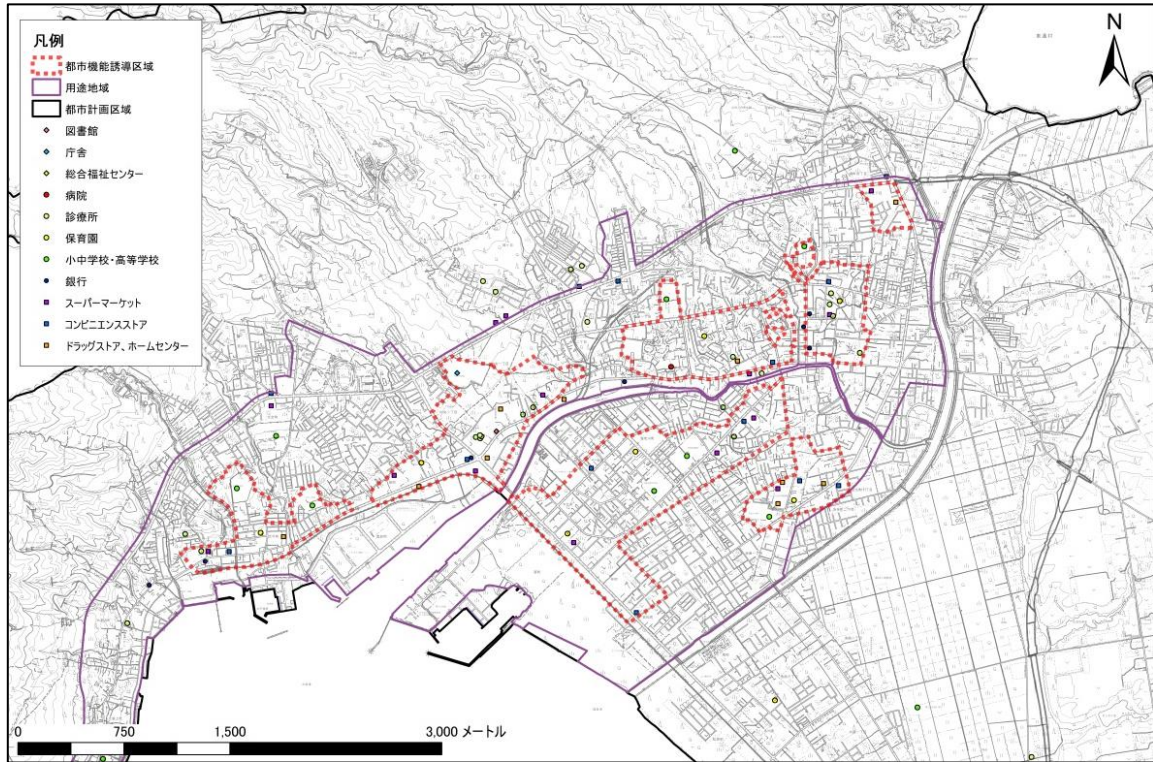 N
凡例
都市機能誘導区域
用途地域
都市計画区域
図書館
庁舎
総合福祉センター
病院
診療所
保育園
小中学校・高等学校
銀行
スーパーマーケット
コンビニエンスストア
ドラッグストア、ホームセンター
0 750 1,500 3,000 メートル